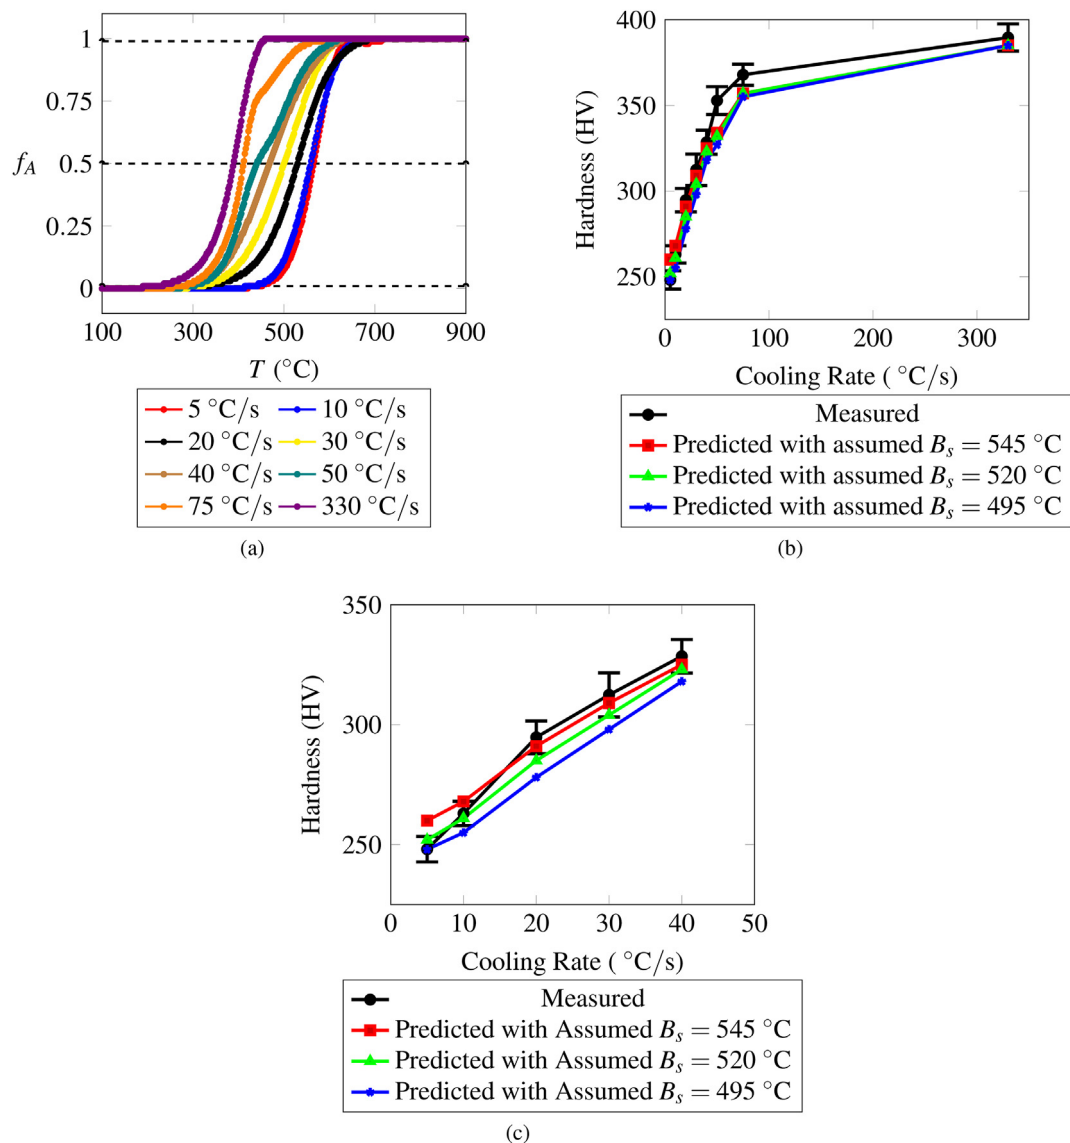 1
0.75
f_A 0.5
0.25
0
100 300 500 700 900
T (°C)
5 °C/s 10 °C/s
20 °C/s 30 °C/s
40 °C/s 50 °C/s
75 °C/s 330 °C/s
(a)
400
350
300
250
Hardness (HV)
0 100 200 300
Cooling Rate ( °C/s)
Measured
Predicted with assumed B_s = 545 °C
Predicted with assumed B_s = 520 °C
Predicted with assumed B_s = 495 °C
(b)
350
300
250
Hardness (HV)
0 10 20 30 40 50
Cooling Rate ( °C/s)
Measured
Predicted with Assumed B_s = 545 °C
Predicted with Assumed B_s = 520 °C
Predicted with Assumed B_s = 495 °C
(c)